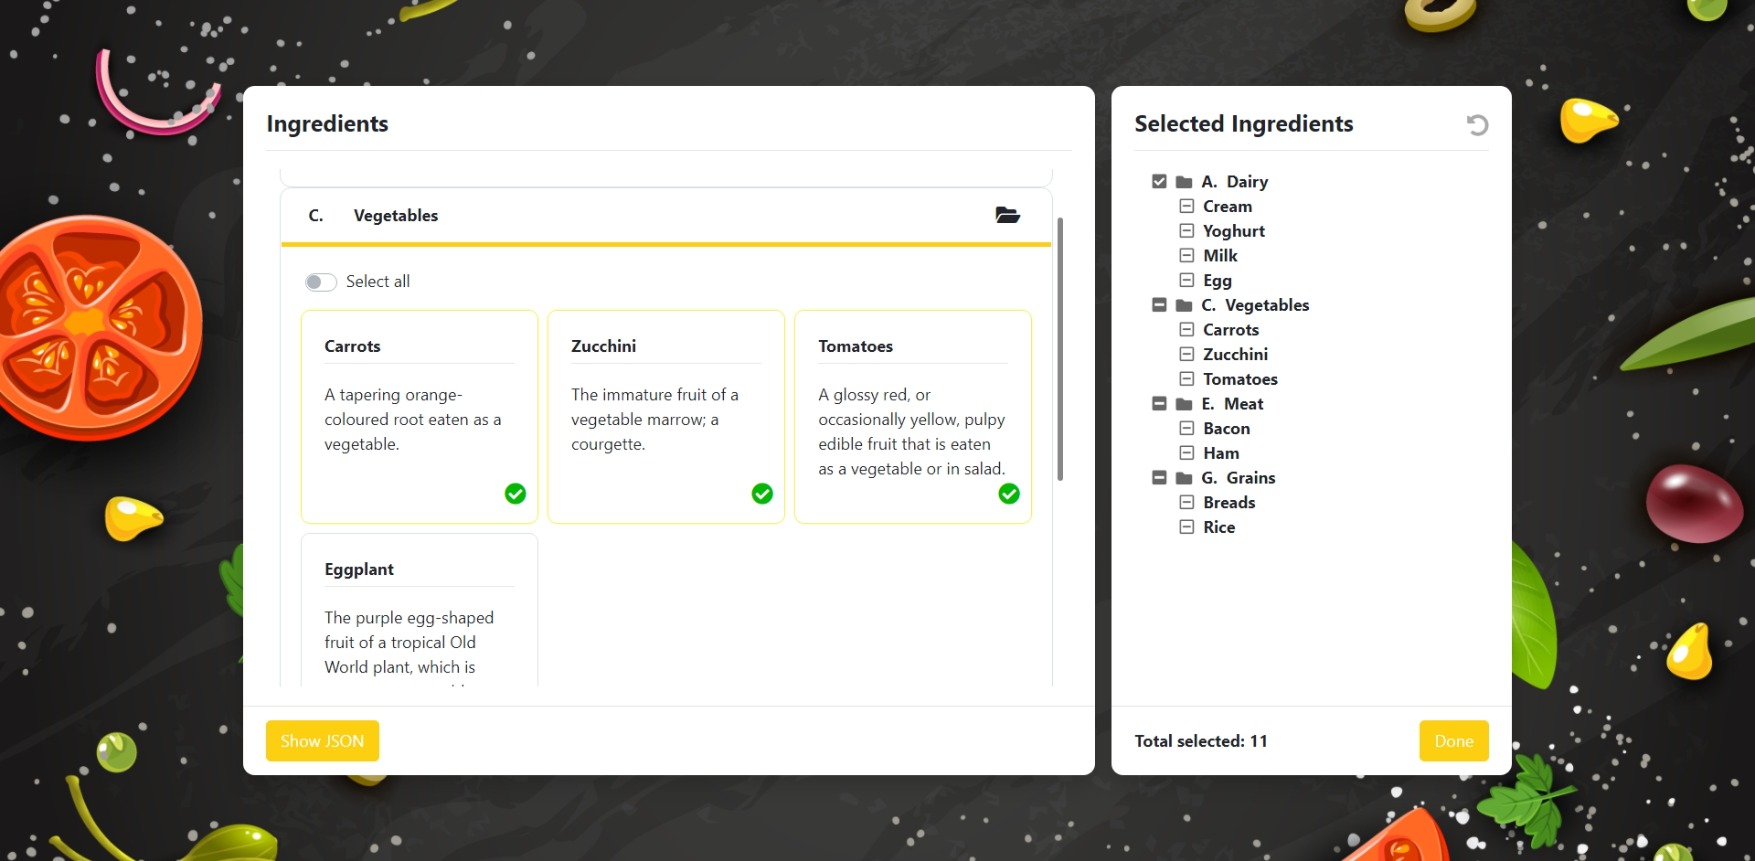 Ingredients
C. Vegetables
Select all
Carrots
A tapering orange-
coloured root eaten as a
vegetable.
Zucchini
The immature fruit of a
vegetable marrow; a
courgette.
Tomatoes
A glossy red, or
occasionally yellow, pulpy
edible fruit that is eaten
as a vegetable or in salad.
Eggplant
The purple egg-shaped
fruit of a tropical Old
World plant, which is
Show JSON
Selected Ingredients
A. Dairy
Cream
Yoghurt
Milk
Egg
C. Vegetables
Carrots
Zucchini
Tomatoes
E. Meat
Bacon
Ham
G. Grains
Breads
Rice
Total selected: 11
Done